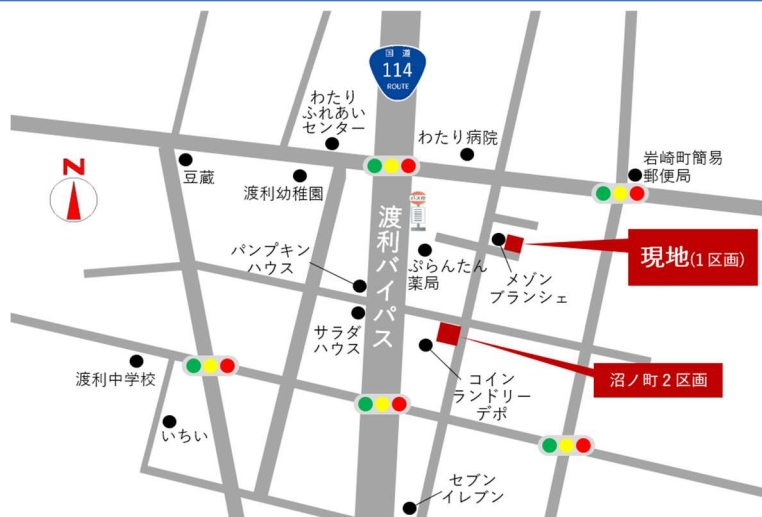 国道
114
ROUTE
わたり
ふれあい
センター
わたり病院
岩崎町簡易
郵便局
豆蔵
渡利幼稚園
N
バス停
渡利バイパス
パンプキン
ハウス
ぷらんたん
薬局
メゾン
ブランシェ
現地(1区画)
サラダ
ハウス
コイン
ランドリー
デポ
沼ノ町2区画
渡利中学校
いちい
セブン
イレブン